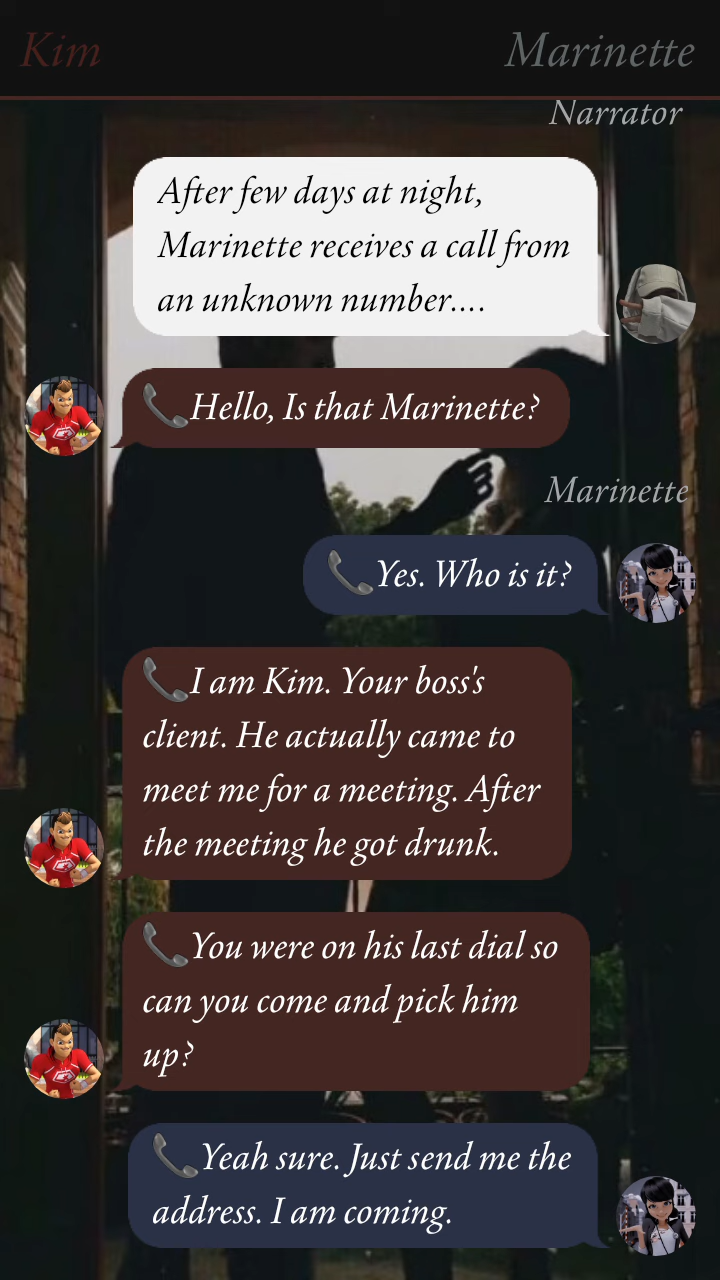 Kim
Marinette
Narrator
After few days at night,
Marinette receives a call from
an unknown number....
📞Hello, Is that Marinette?
Marinette
📞Yes. Who is it?
📞I am Kim. Your boss's
client. He actually came to
meet me for a meeting. After
the meeting he got drunk.
📞You were on his last dial so
can you come and pick him
up?
📞Yeah sure. Just send me the
address. I am coming.